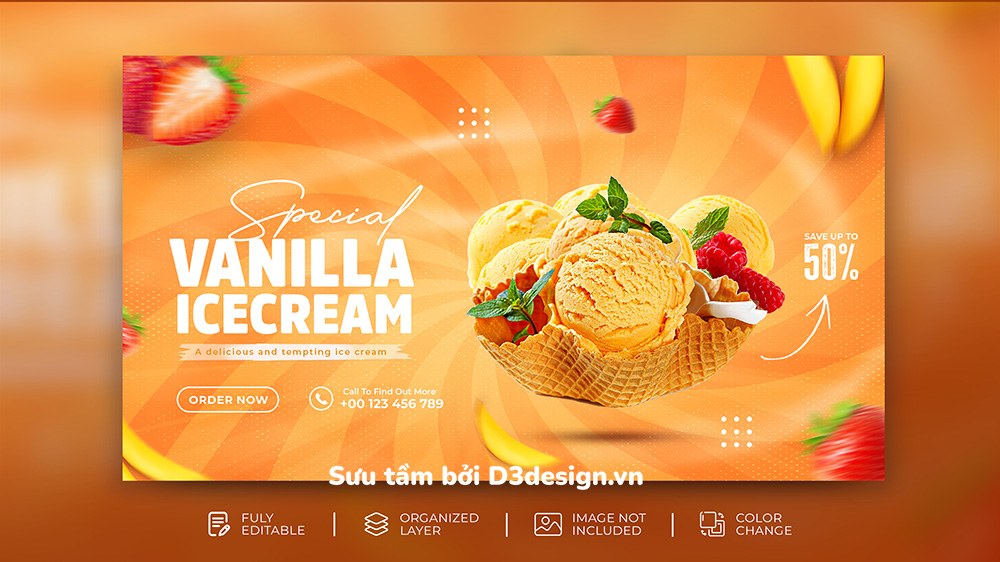 Special
VANILLA
ICECREAM
A delicious and tempting ice cream
ORDER NOW
Call To Find Out More
+00 123 456 789
SAVE UP TO
50%
Sưu tầm bởi D3design.vn
FULY
EDITABLE
ORGANIZED
LAYER
IMAGE NOT
INCLUDED
COLOR
CHANGE